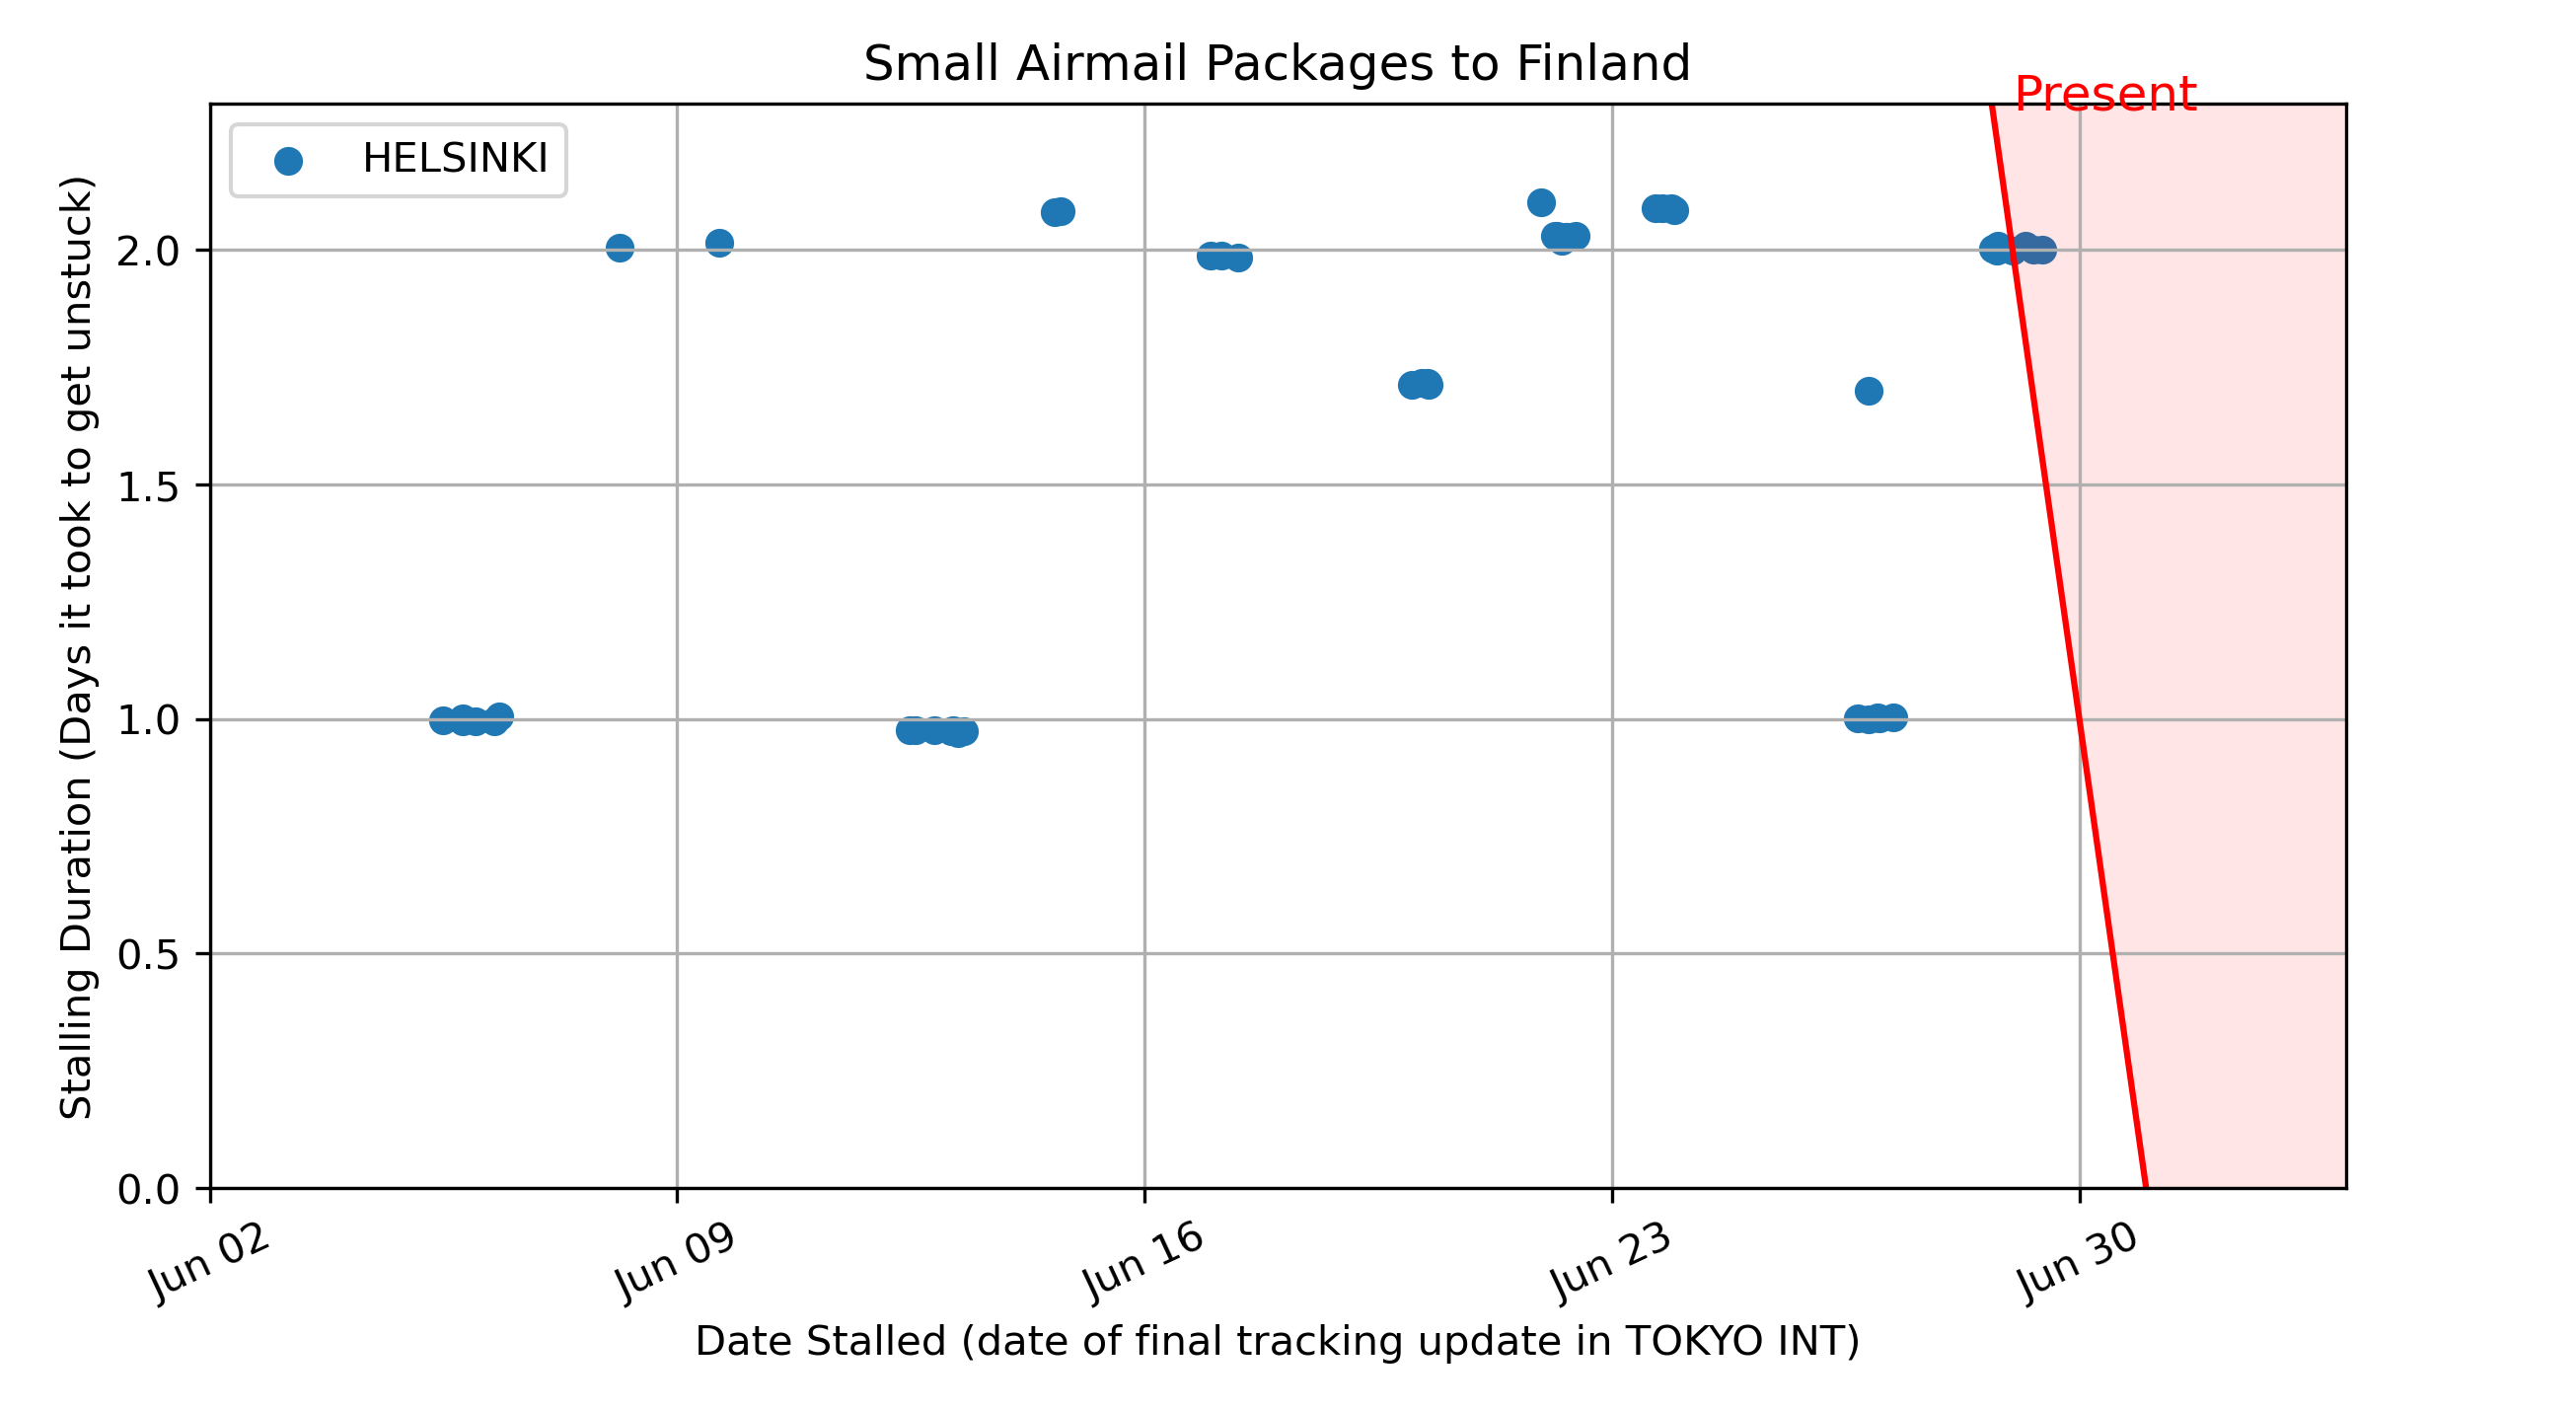 Small Airmail Packages to Finland
Present
HELSINKI
Stalling Duration (Days it took to get unstuck)
2.0
1.5
1.0
0.5
0.0
Jun 02
Jun 09
Jun 16
Jun 23
Jun 30
Date Stalled (date of final tracking update in TOKYO INT)